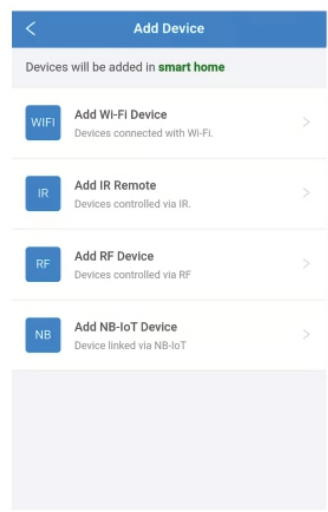 Add Device
Devices will be added in smart home
WIFI
Add Wi-Fi Device
Devices connected with Wi-Fi.
IR
Add IR Remote
Devices controlled via IR.
RF
Add RF Device
Devices controlled via RF
NB
Add NB-IoT Device
Device linked via NB-IoT